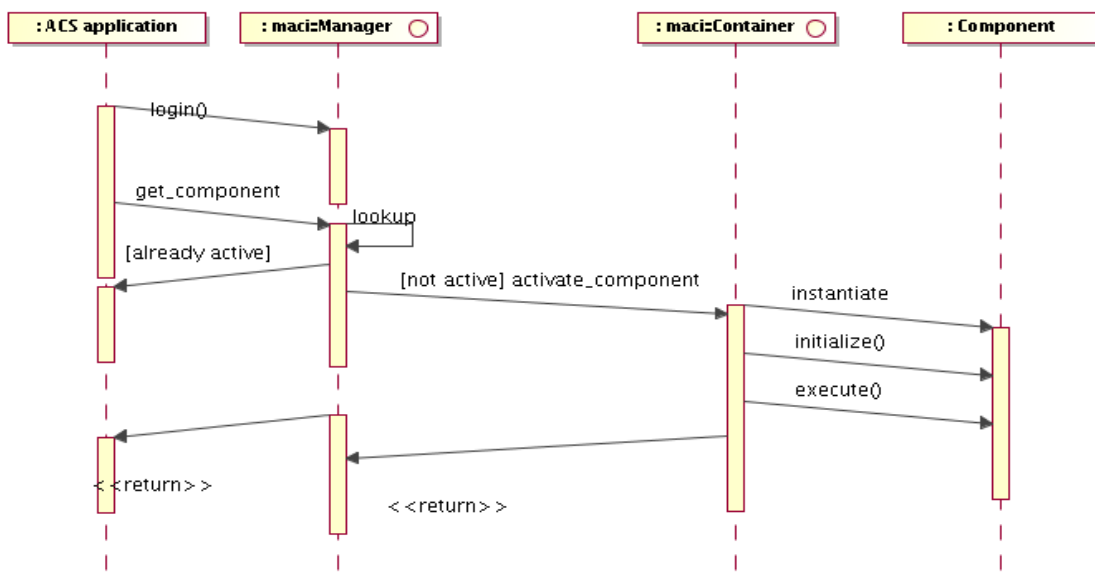 : ACS application
: maci::Manager
: maci::Container
: Component
login()
get_component
lookup
[already active]
[not active] activate_component
instantiate
initialize()
execute()
< <return> >
< <return> >